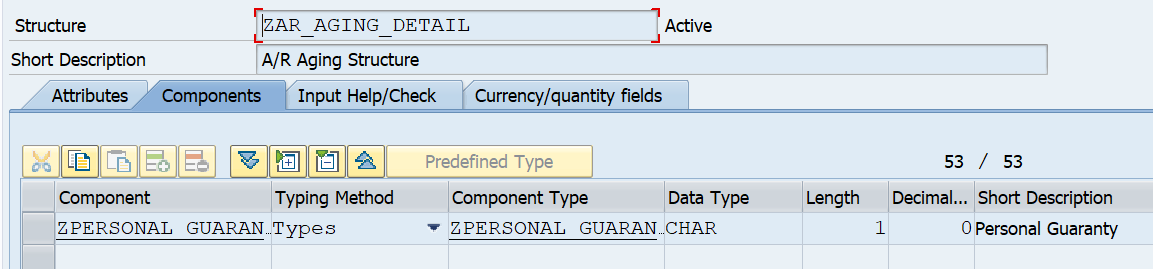 Structure ZAR_AGING_DETAIL Active
Short Description A/R Aging Structure
Attributes Components Input Help/Check Currency/quantity fields
Predefined Type 53 / 53
Component Typing Method Component Type Data Type Length Decimal... Short Description
ZPERSONAL_GUARAN… Types ZPERSONAL_GUARAN… CHAR 1 0 Personal Guaranty